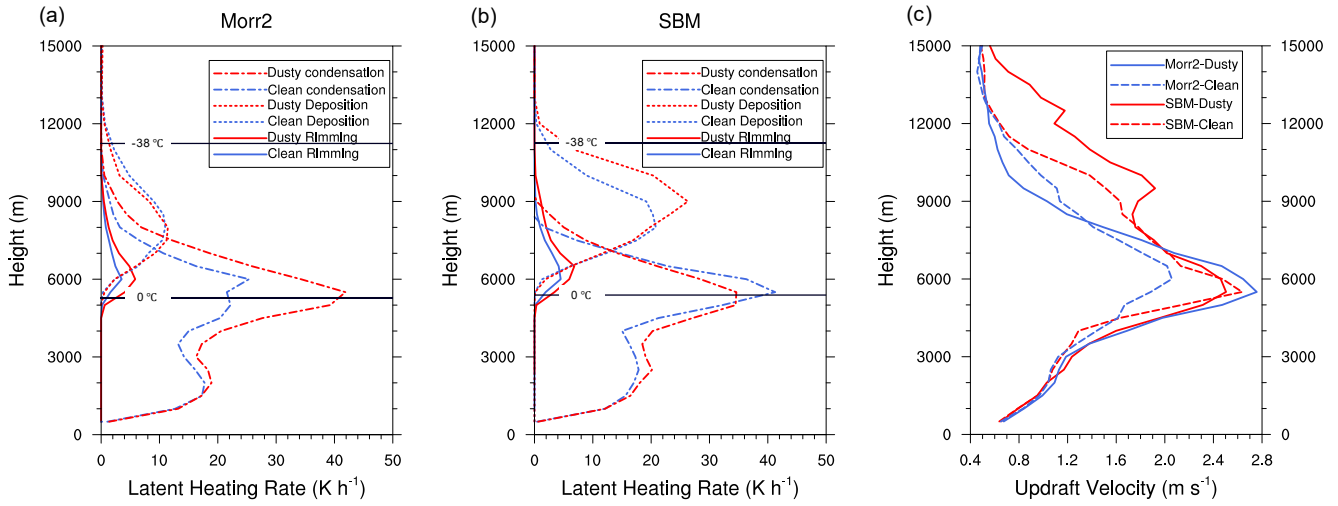 (a)
Morr2
15000
12000
9000
6000
3000
0
Height (m)
Dusty condensation
Clean condensation
Dusty Deposition
Clean Deposition
Dusty RImming
Clean RImming
-38 °C
0 °C
0 10 20 30 40 50
Latent Heating Rate (K h⁻¹)
(b)
SBM
15000
12000
9000
6000
3000
0
Height (m)
Dusty condensation
Clean condensation
Dusty Deposition
Clean Deposition
Dusty RImming
Clean RImming
-38 °C
0 °C
0 10 20 30 40 50
Latent Heating Rate (K h⁻¹)
(c)
15000
12000
9000
6000
3000
0
Height (m)
Morr2-Dusty
Morr2-Clean
SBM-Dusty
SBM-Clean
15000
12000
9000
6000
3000
0
0.4 0.8 1.2 1.6 2.0 2.4 2.8
Updraft Velocity (m s⁻¹)